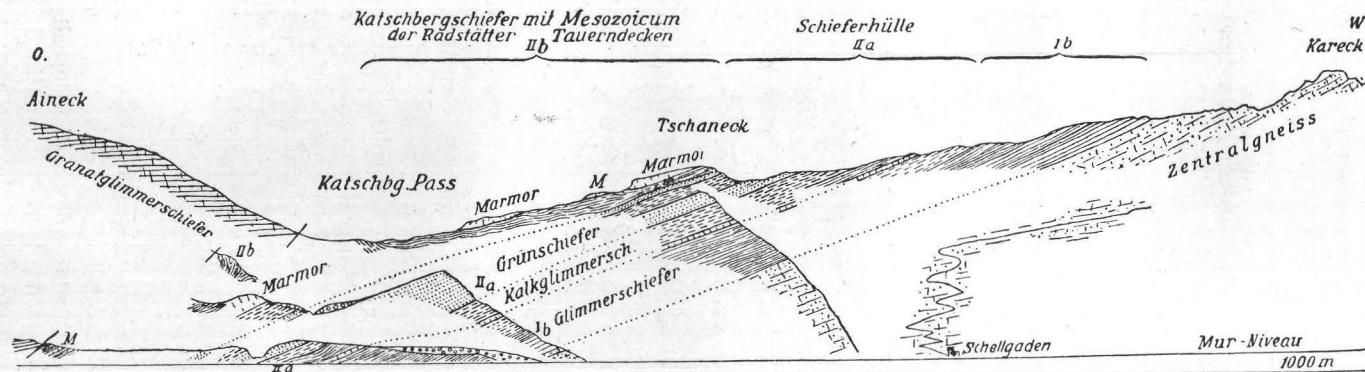 Katschbergschiefer mit Mesozoicum
der Radstätter Tauerndecken
IIb
Schieferhülle
IIa
Ib
O.
W
Kareck
Aineck
Tschaneck
Granatglimmerschiefer
Katschbg. Pass
Marmor
M
Marmor
Zentralgneiss
IIb
Marmor
Grünschiefer
IIa
Kalkglimmersch.
Ib
Glimmerschiefer
M
IIa
Schellgaden
Mur-Niveau
1000 m